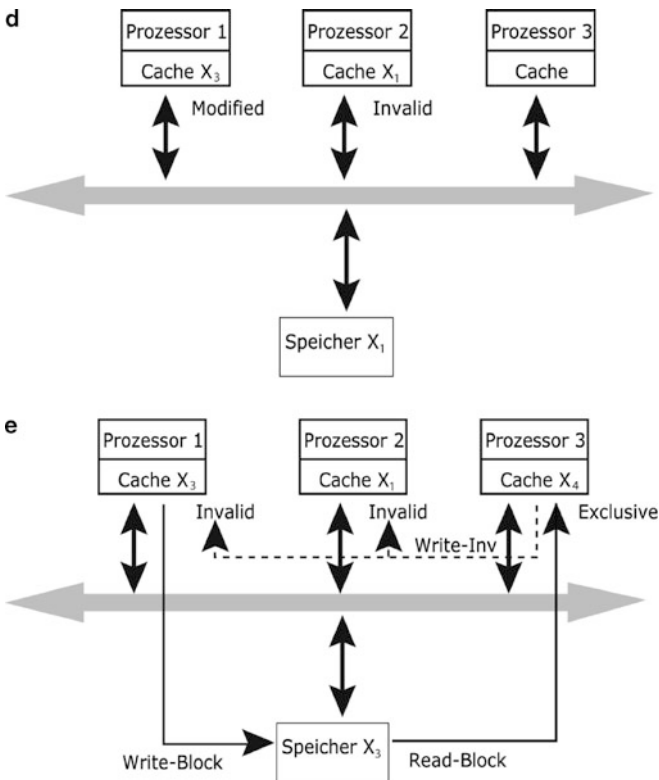 d
Prozessor 1
Cache X₃
Prozessor 2
Cache X₁
Prozessor 3
Cache
Modified
Invalid
Speicher X₁
e
Prozessor 1
Cache X₃
Prozessor 2
Cache X₁
Prozessor 3
Cache X₄
Invalid
Invalid
Exclusive
Write-Inv
Speicher X₃
Write-Block
Read-Block